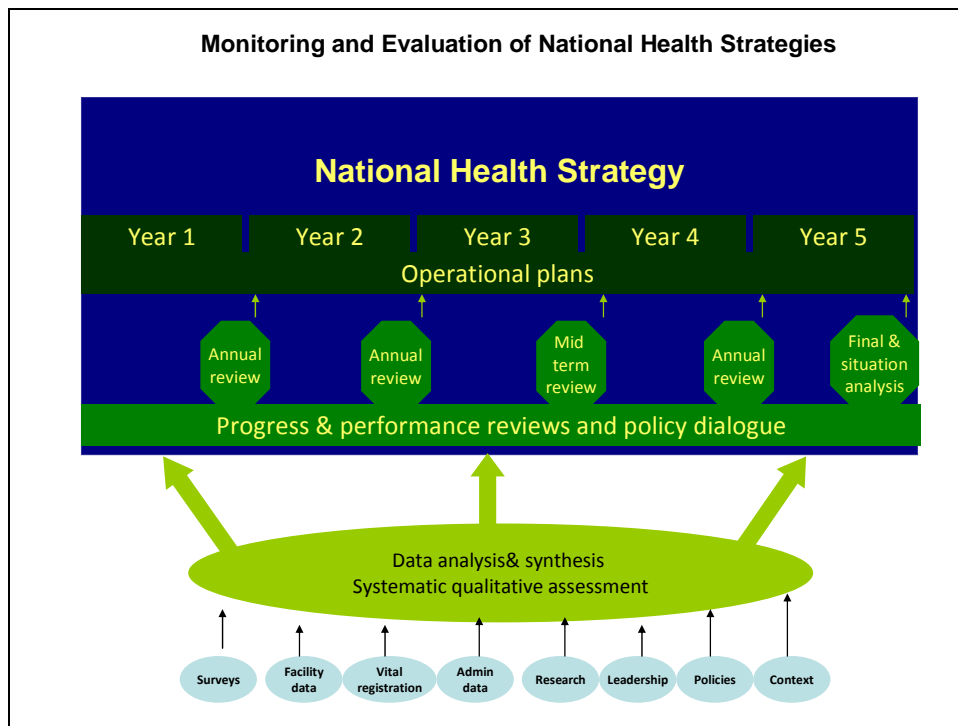 Monitoring and Evaluation of National Health Strategies
National Health Strategy
Year 1 Year 2 Year 3 Year 4 Year 5
Operational plans
Annual
review
Annual
review
Mid
term
review
Annual
review
Final &
situation
analysis
Progress & performance reviews and policy dialogue
Data analysis& synthesis
Systematic qualitative assessment
Surveys
Facility
data
Vital
registration
Admin
data
Research
Leadership
Policies
Context